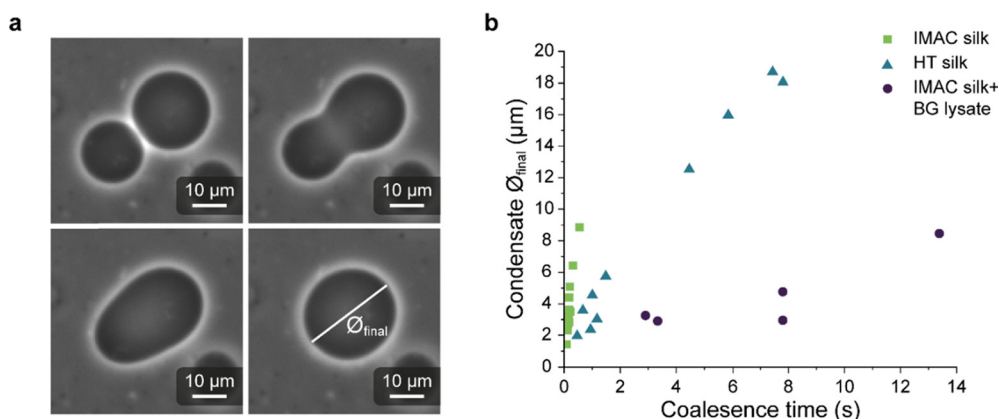 a
10 µm
10 µm
10 µm
Ø final
10 µm
b
Condensate Ø final (µm)
20
18
16
14
12
10
8
6
4
2
0
0 2 4 6 8 10 12 14
Coalesence time (s)
IMAC silk
HT silk
IMAC silk+
BG lysate